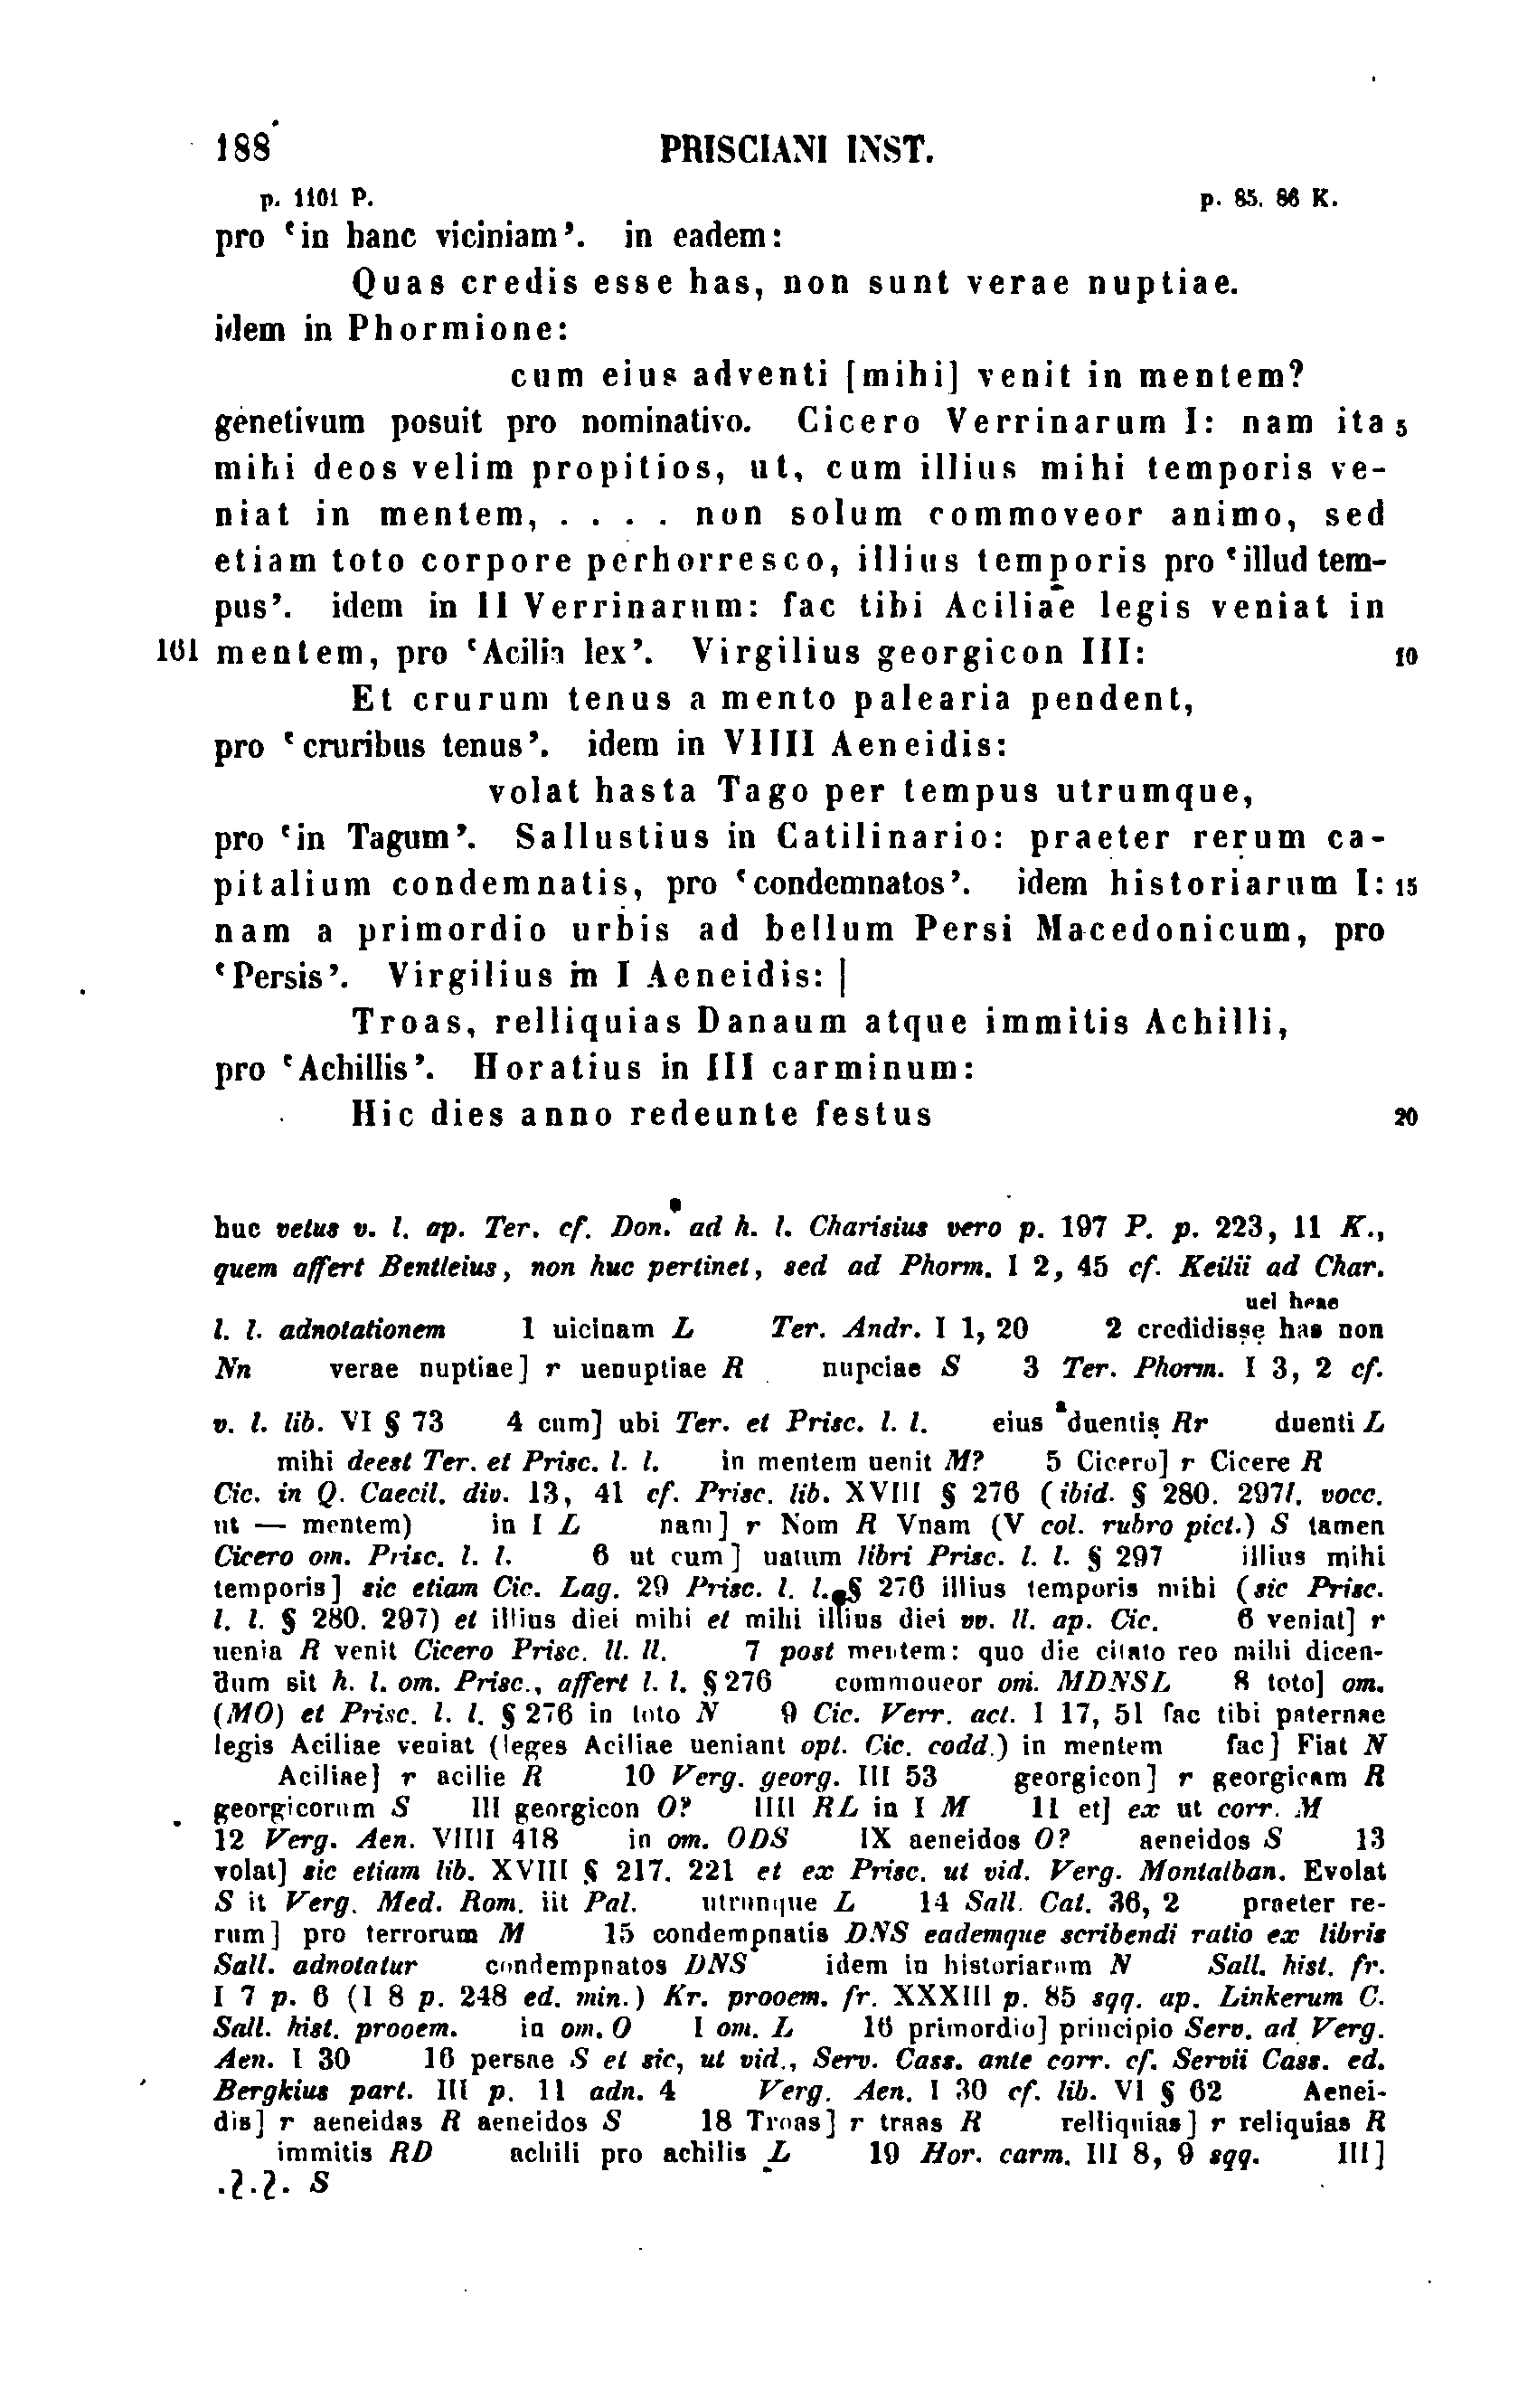 188 PRISCIANI INST.
p. 1101 P. p. 85. 86 K.
pro ‘in hanc viciniam’. in eadem:
Quas credis esse has, non sunt verae nuptiae.
idem in Phormione:
cum eius adventi [mihi] venit in mentem?
genetivum posuit pro nominativo. Cicero Verrinarum I: nam ita 5
mihi deos velim propitios, ut, cum illius mihi temporis ve-
niat in mentem, . . . . non solum commoveor animo, sed
etiam toto corpore perhorresco, illius temporis pro ‘illud tem-
pus’. idem in II Verrinarum: fac tibi Aciliae legis veniat in
161 mentem, pro ‘Acilia lex’. Virgilius georgicon III: 10
Et crurum tenus a mento palearia pendent,
pro ‘cruribus tenus’. idem in VIIII Aeneidis:
volat hasta Tago per tempus utrumque,
pro ‘in Tagum’. Sallustius in Catilinario: praeter rerum ca-
pitalium condemnatis, pro ‘condemnatos’. idem historiarum I: 15
nam a primordio urbis ad bellum Persi Macedonicum, pro
‘Persis’. Virgilius in I Aeneidis: |
Troas, relliquias Danaum atque immitis Achilli,
pro ‘Achillis’. Horatius in III carminum:
Hic dies anno redeunte festus 20
huc vetus v. l. ap. Ter. cf. Don. ad h. l. Charisius vero p. 197 P. p. 223, 11 K.,
quem affert Bentleius, non huc pertinet, sed ad Phorm. I 2, 45 cf. Keilii ad Char.
uel heae
l. l. adnotationem 1 uicinam L Ter. Andr. I 1, 20 2 credidisse has non
Nn verae nuptiae] r uenuptiae R nupciae S 3 Ter. Phorm. I 3, 2 cf.
v. l. lib. VI § 73 4 cum] ubi Ter. et Prisc. l. l. eius aduentis Rr duenti L
mihi deest Ter. et Prisc. l. l. in mentem uenit M? 5 Cicero] r Cicere R
Cic. in Q. Caecil. div. 13, 41 cf. Prisc. lib. XVIII § 276 (ibid. § 280. 297l. vocc.
ut — mentem) in I L nam] r Nom R Vnam (V col. rubro pict.) S tamen
Cicero om. Prisc. l. l. 6 ut cum] uatum libri Prisc. l. l. § 297 illius mihi
temporis] sic etiam Cic. Lag. 29 Prisc. l. l. § 276 illius temporis mihi (sic Prisc.
l. l. § 280. 297) et illius diei mihi et mihi illius diei vv. ll. ap. Cic. 6 veniat] r
uenia R venit Cicero Prisc. ll. ll. 7 post mentem: quo die citato reo mihi dicen-
dum sit h. l. om. Prisc., affert l. l. § 276 commoueor om. MDNSL 8 toto] om.
(MO) et Prisc. l. l. § 276 in toto N 9 Cic. Verr. act. I 17, 51 fac tibi paternae
legis Aciliae veniat (leges Aciliae ueniant opt. Cic. codd.) in mentem fac] Fiat N
Aciliae] r acilie R 10 Verg. georg. III 53 georgicon] r georgicam R
georgicorum S III georgicon O? IIII RL in I M 11 et] ex ut corr. M
12 Verg. Aen. VIIII 418 in om. ODS IX aeneidos O? aeneidos S 13
volat] sic etiam lib. XVIII § 217. 221 et ex Prisc. ut vid. Verg. Montalban. Evolat
S it Verg. Med. Rom. iit Pal. utrunque L 14 Sall. Cat. 36, 2 praeter re-
rum] pro terrorum M 15 condempnatis DNS eademque scribendi ratio ex libris
Sall. adnotatur condempnatos DNS idem in historiarum N Sall. hist. fr.
I 7 p. 6 (I 8 p. 248 ed. min.) Kr. prooem. fr. XXXIII p. 85 sqq. ap. Linkerum C.
Sall. hist. prooem. in om. O I om. L 16 primordio] principio Serv. ad Verg.
Aen. I 30 16 persae S et sic, ut vid., Serv. Cass. ante corr. cf. Servii Cass. ed.
Bergkius part. III p. 11 adn. 4 Verg. Aen. I 30 cf. lib. VI § 62 Aenei-
dis] r aeneidas R aeneidos S 18 Troas] r traas R relliquias] r reliquias R
immitis RD achili pro achilis L 19 Hor. carm. III 8, 9 sqq. III]
S